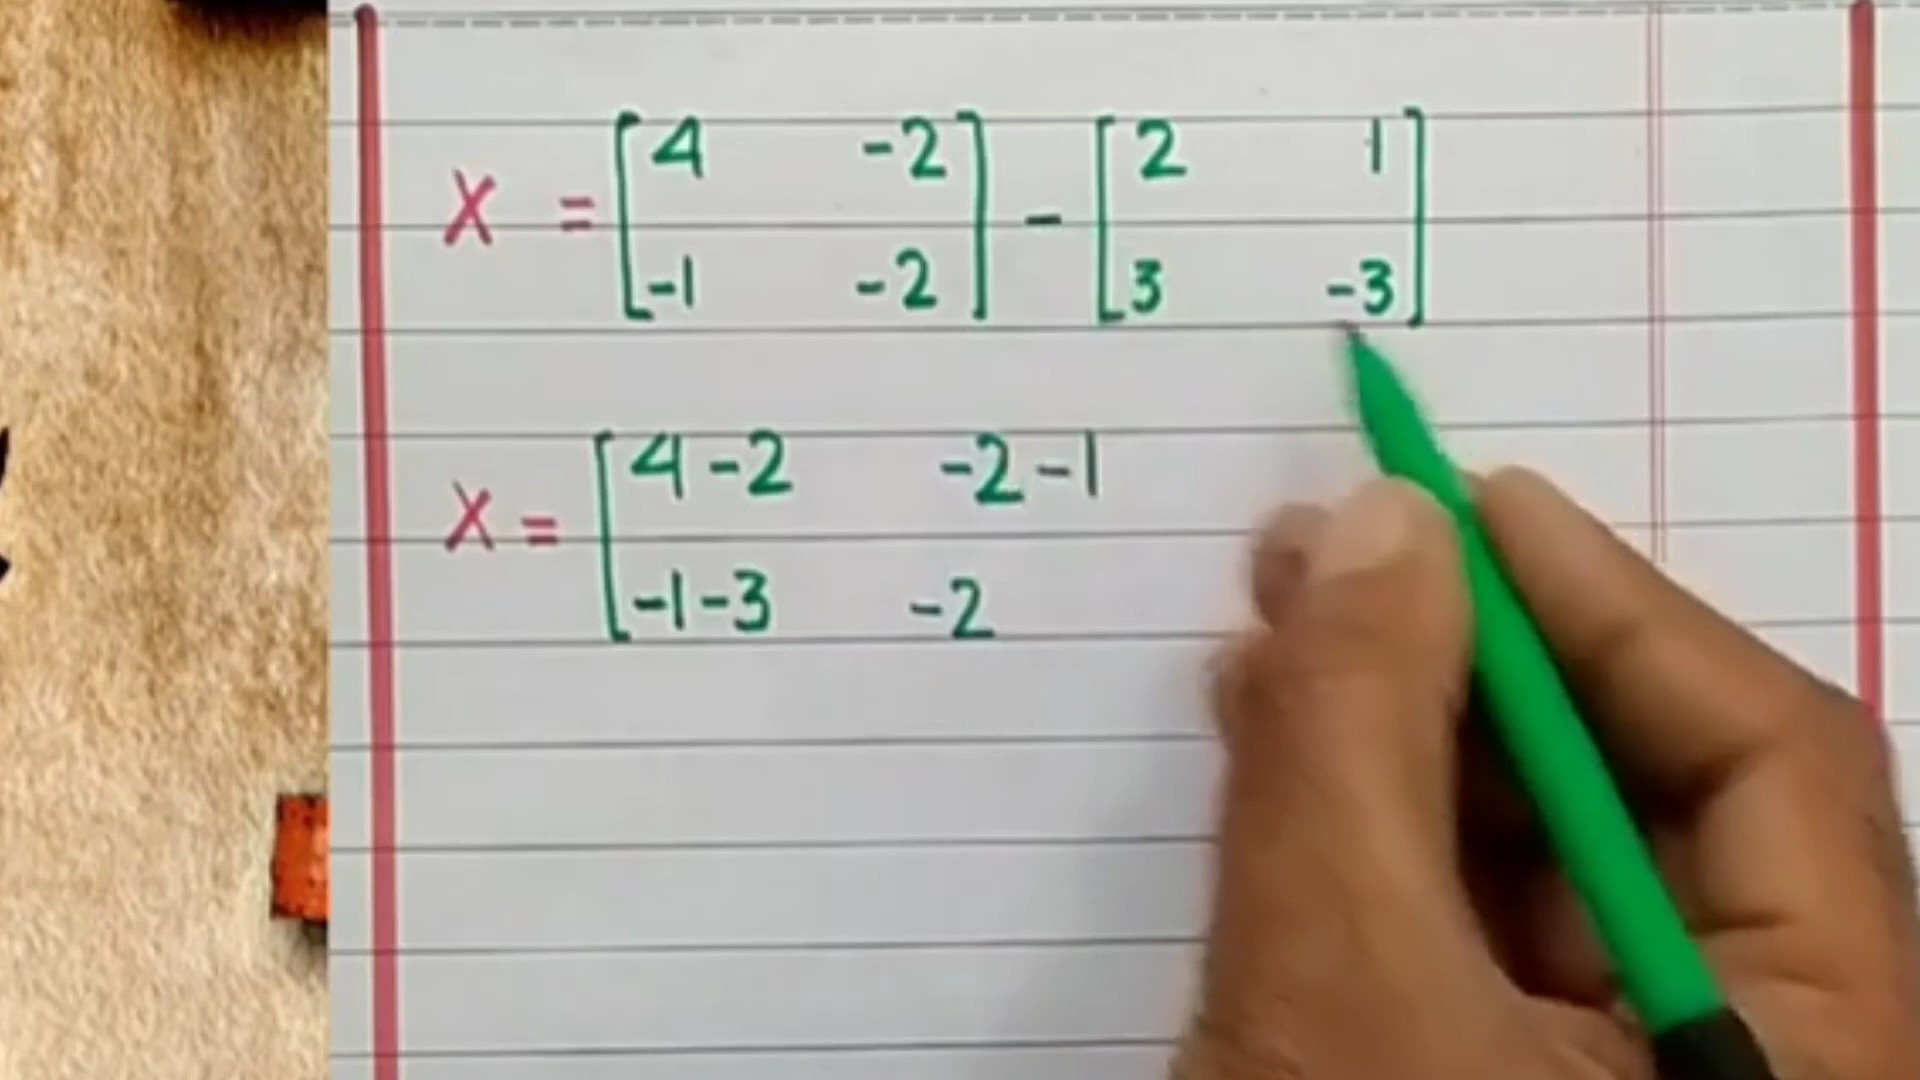 X = [4 -2 -1 -2] - [2 1 3 -3]
X = [4-2 -2-1 -1-3 -2